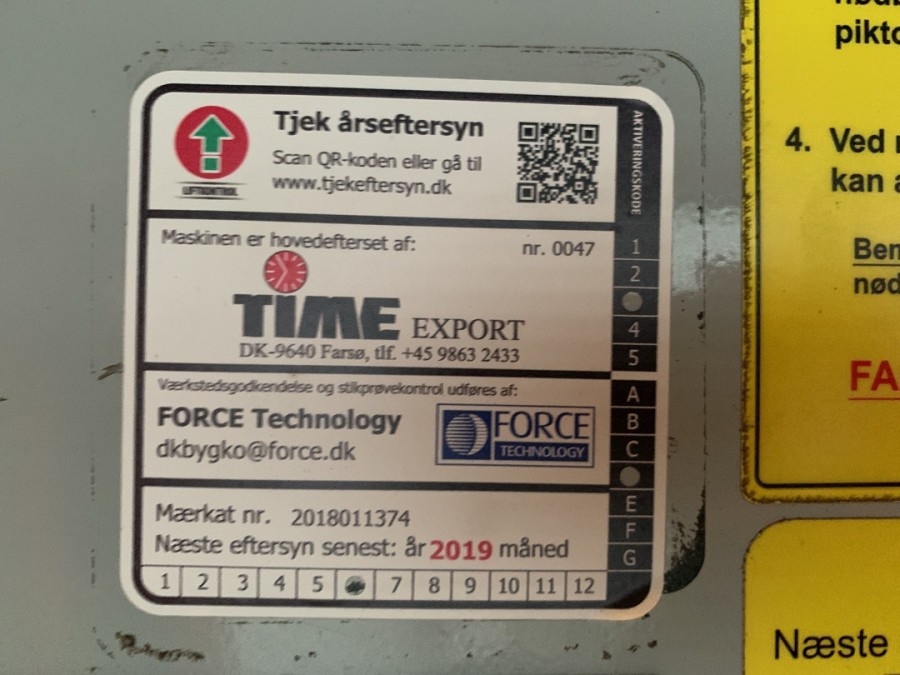 Tjek årseftersyn
Scan QR-koden eller gå til
www.tjekeftersyn.dk
LIFTKONTROL
AKTIVERINGSKODE
Maskinen er hovedefterset af:
nr. 0047
TIME EXPORT
DK-9640 Farsø, tlf. +45 9863 2433
Værkstedsgodkendelse og stikprøvekontrol udføres af:
FORCE Technology
dkbygko@force.dk
FORCE
TECHNOLOGY
Mærkat nr. 2018011374
Næste eftersyn senest: år 2019 måned
1 2 3 4 5 7 8 9 10 11 12
1
2
4
5
A
B
C
E
F
G
4. Ved
kan
FA
Næste